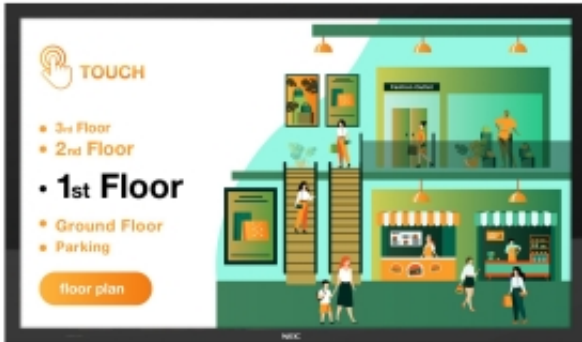 TOUCH
3rd Floor
2nd Floor
1st Floor
Ground Floor
Parking
floor plan
Fashion Outlet
NEC